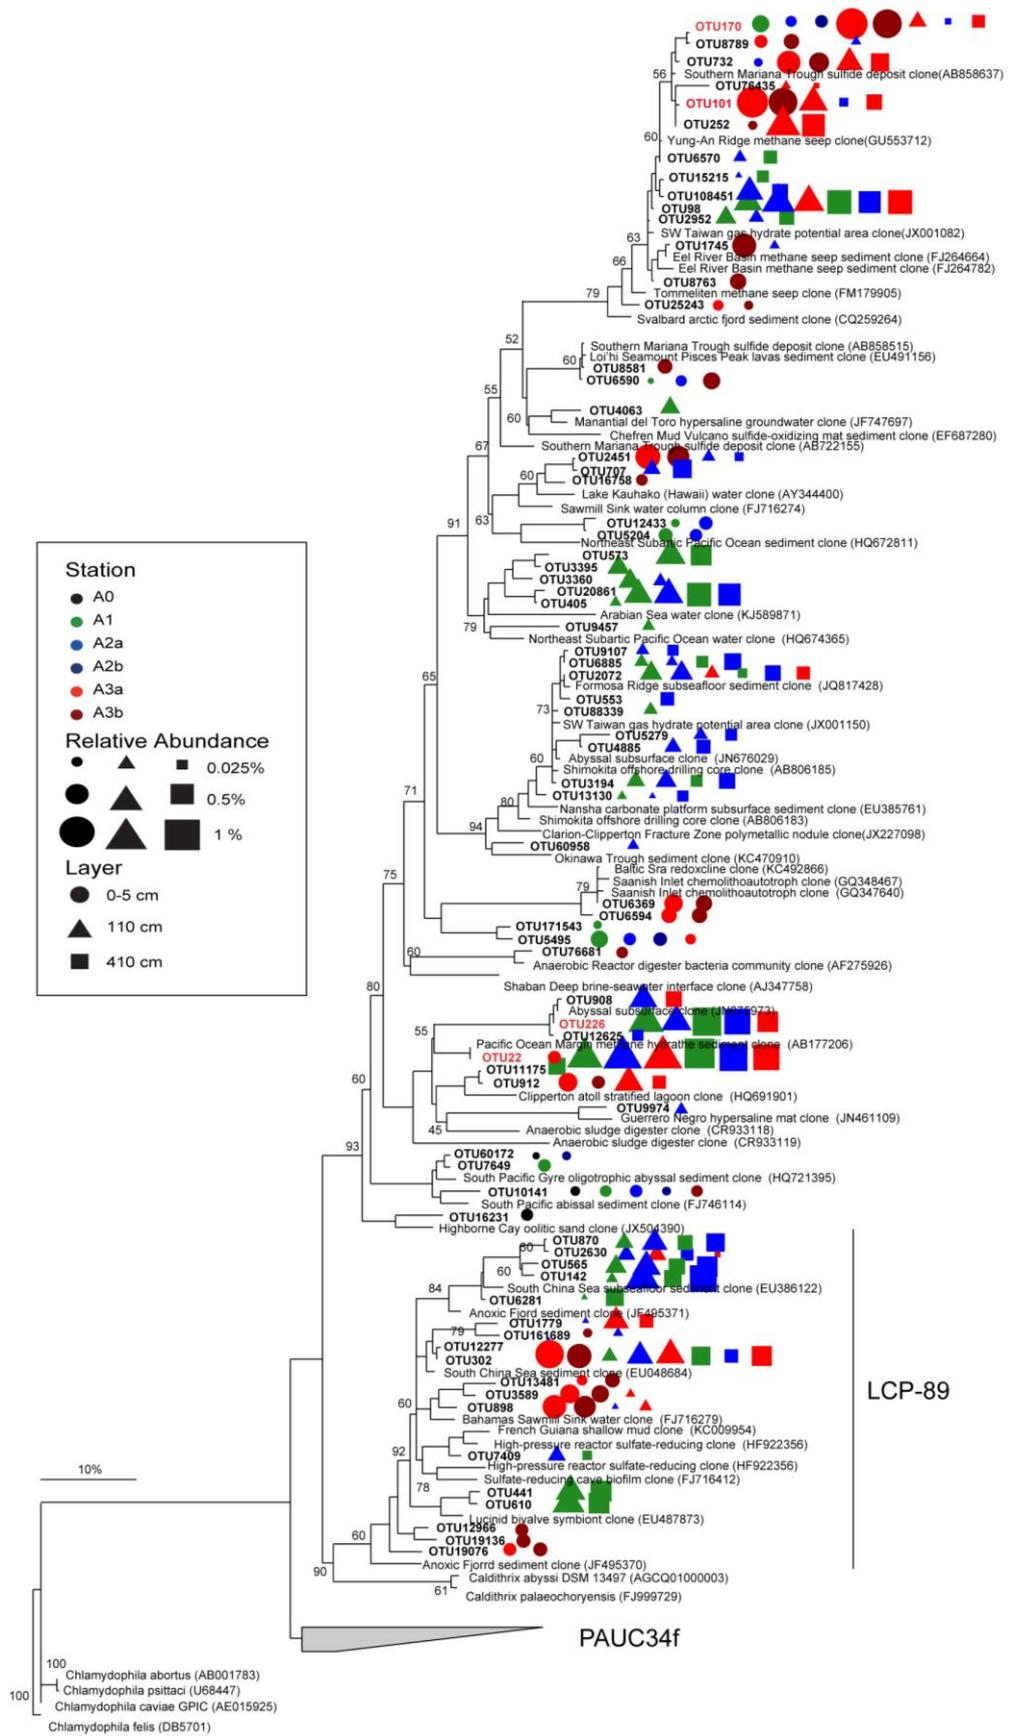 OTU170
OTU8789
OTU732
56
Southern Mariana Trough sulfide deposit clone(AB858637)
OTU76435
OTU101
OTU252
60
Yung-An Ridge methane seep clone(GU553712)
OTU6570
OTU15215
OTU108451
OTU98
OTU2952
SW Taiwan gas hydrate potential area clone(JX001082)
63
OTU1745
Eel River Basin methane seep sediment clone (FJ264664)
66
Eel River Basin methane seep sediment clone (FJ264782)
OTU8763
79
Tommeliten methane seep clone (FM179905)
OTU25243
Svalbard arctic fjord sediment clone (CQ259264)
52
Southern Mariana Trough sulfide deposit clone (AB858515)
60
Loi'hi Seamount Pisces Peak lavas sediment clone (EU491156)
OTU8581
OTU6590
55
OTU4063
60
Manantial del Toro hypersaline groundwater clone (JF747697)
Chefren Mud Vulcano sulfide-oxidizing mat sediment clone (EF687280)
67
Southern Mariana Trough sulfide deposit clone (AB722155)
OTU2451
OTU707
60
OTU16758
Lake Kauhako (Hawaii) water clone (AY344400)
Sawmill Sink water column clone (FJ716274)
91
63
OTU12433
OTU5204
Northeast Subartic Pacific Ocean sediment clone (HQ672811)
OTU573
OTU3395
OTU3360
OTU20861
OTU405
Arabian Sea water clone (KJ589871)
79
OTU9457
Northeast Subartic Pacific Ocean water clone (HQ674365)
OTU9107
OTU6885
65
OTU2072
Formosa Ridge subseafloor sediment clone (JQ817428)
OTU553
73
OTU88339
SW Taiwan gas hydrate potential area clone (JX001150)
OTU5279
OTU4885
60
Abyssal subsurface clone (JN676029)
Shimokita offshore drilling core clone (AB806185)
OTU3194
71
OTU13130
80
Nansha carbonate platform subsurface sediment clone (EU385761)
Shimokita offshore drilling core clone (AB806183)
94
Clarion-Clipperton Fracture Zone polymetallic nodule clone(JX227098)
OTU60958
Okinawa Trough sediment clone (KC470910)
75
Baltic Sra redoxcline clone (KC492866)
79
Saanish Inlet chemolithoautotroph clone (GQ348467)
Saanish Inlet chemolithoautotroph clone (GQ347640)
OTU6369
OTU6594
OTU171543
OTU5495
60
OTU76681
Anaerobic Reactor digester bacteria community clone (AF275926)
80
Shaban Deep brine-seawater interface clone (AJ347758)
OTU908
Abyssal subsurface clone (JN675973)
55
OTU226
OTU12625
Pacific Ocean Margin methane hydrathe sediment clone (AB177206)
OTU22
OTU11175
60
OTU912
Clipperton atoll stratified lagoon clone (HQ691901)
OTU9974
Guerrero Negro hypersaline mat clone (JN461109)
45
Anaerobic sludge digester clone (CR933118)
93
Anaerobic sludge digester clone (CR933119)
OTU60172
OTU7649
South Pacific Gyre oligotrophic abyssal sediment clone (HQ721395)
OTU10141
South Pacific abissal sediment clone (FJ746114)
OTU16231
Highborne Cay oolitic sand clone (JX504390)
OTU870
60
OTU2630
OTU565
60
OTU142
84
South China Sea subseafloor sediment clone (EU386122)
OTU6281
Anoxic Fjord sediment clone (JF495371)
OTU1779
79
OTU161689
OTU12277
OTU302
South China Sea sediment clone (EU048684)
OTU13481
LCP-89
OTU3589
60
OTU898
Bahamas Sawmill Sink water clone (FJ716279)
French Guiana shallow mud clone (KC009954)
High-pressure reactor sulfate-reducing clone (HF922356)
92
OTU7409
High-pressure reactor sulfate-reducing clone (HF922356)
Sulfate-reducing cave biofilm clone (FJ716412)
78
OTU441
OTU610
Lucinid bivalve symbiont clone (EU487873)
OTU12966
60
OTU19136
OTU19076
Anoxic Fjorrd sediment clone (JF495370)
90
Caldithrix abyssi DSM 13497 (AGCQ01000003)
61
Caldithrix palaeochoryensis (FJ999729)
PAUC34f
100
Chlamydophila abortus (AB001783)
Chlamydophila psittaci (U68447)
100
Chlamydophila caviae GPIC (AE015925)
Chlamydophila felis (DB5701)
10%
Station
A0
A1
A2a
A2b
A3a
A3b
Relative Abundance
0.025%
0.5%
1 %
Layer
0-5 cm
110 cm
410 cm